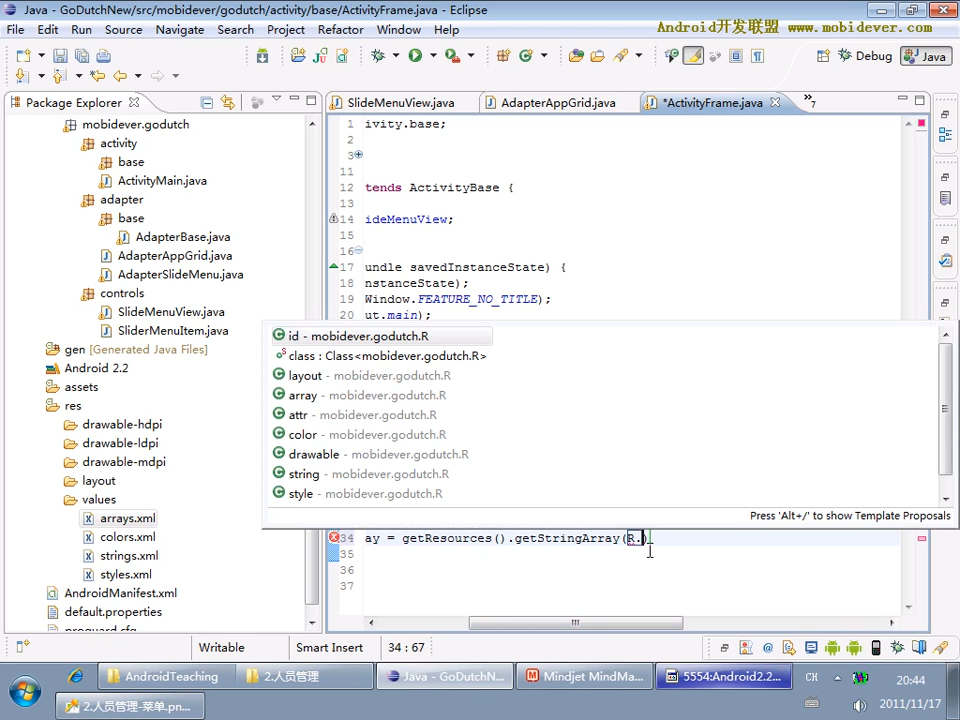 Java - GoDutchNew/src/mobidever/godutch/activity/base/ActivityFrame.java - Eclipse
File Edit Run Source Navigate Search Project Refactor Window Help
Android开发联盟 www.mobidever.com
Debug Java
Package Explorer
SlideMenuView.java AdapterAppGrid.java *ActivityFrame.java »7
mobidever.godutch
activity
base
ActivityMain.java
adapter
base
AdapterBase.java
AdapterAppGrid.java
AdapterSlideMenu.java
controls
SlideMenuView.java
SliderMenuItem.java
gen [Generated Java Files]
Android 2.2
assets
res
drawable-hdpi
drawable-ldpi
drawable-mdpi
layout
values
arrays.xml
colors.xml
strings.xml
styles.xml
AndroidManifest.xml
default.properties
proguard.cfg
1 ivity.base;
2
3
11
12 tends ActivityBase {
13
14 ideMenuView;
15
16
17 undle savedInstanceState) {
18 nstanceState);
19 Window.FEATURE_NO_TITLE);
20 ut.main);
id - mobidever.godutch.R
class : Class<mobidever.godutch.R>
layout - mobidever.godutch.R
array - mobidever.godutch.R
attr - mobidever.godutch.R
color - mobidever.godutch.R
drawable - mobidever.godutch.R
string - mobidever.godutch.R
style - mobidever.godutch.R
Press 'Alt+/' to show Template Proposals
34 ay = getResources().getStringArray(R.)
35
36
37
Writable Smart Insert 34 : 67
AndroidTeaching 2.人员管理 Java - GoDutchN... Mindjet MindMa... 5554:Android2.2... CH 20:44
2.人员管理-菜单.pn... 2011/11/17